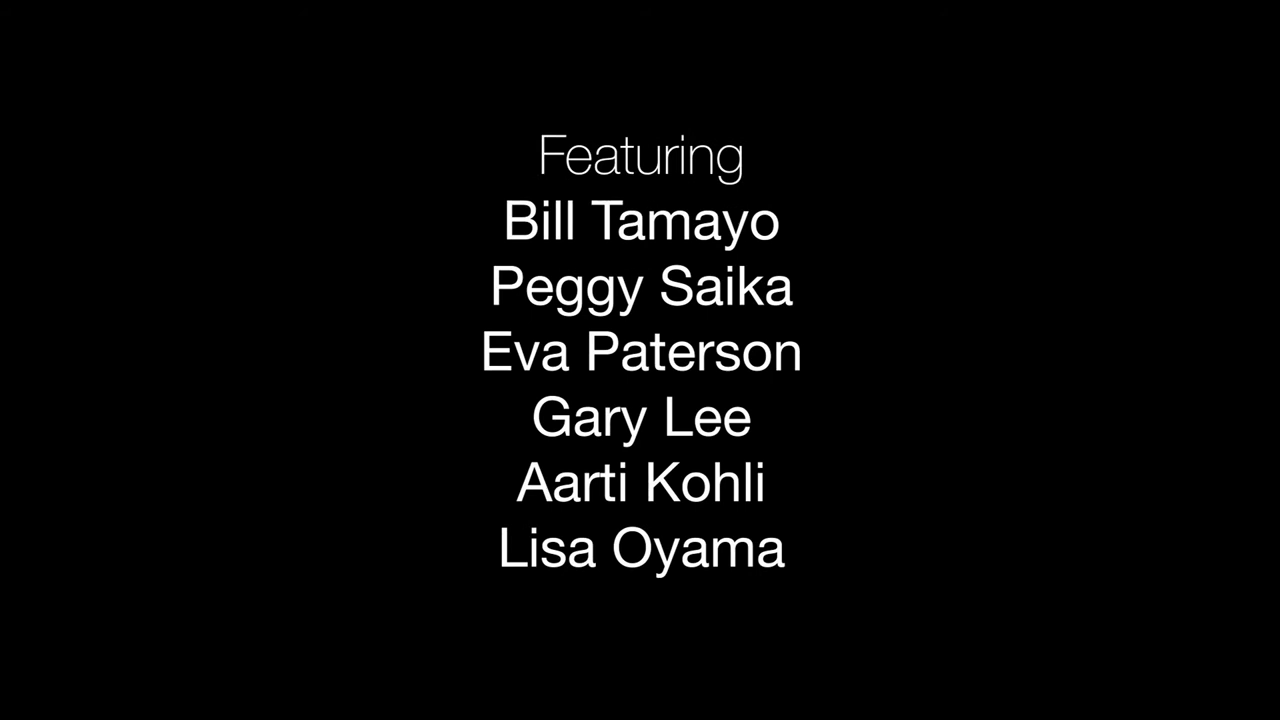 Featuring
Bill Tamayo
Peggy Saika
Eva Paterson
Gary Lee
Aarti Kohli
Lisa Oyama